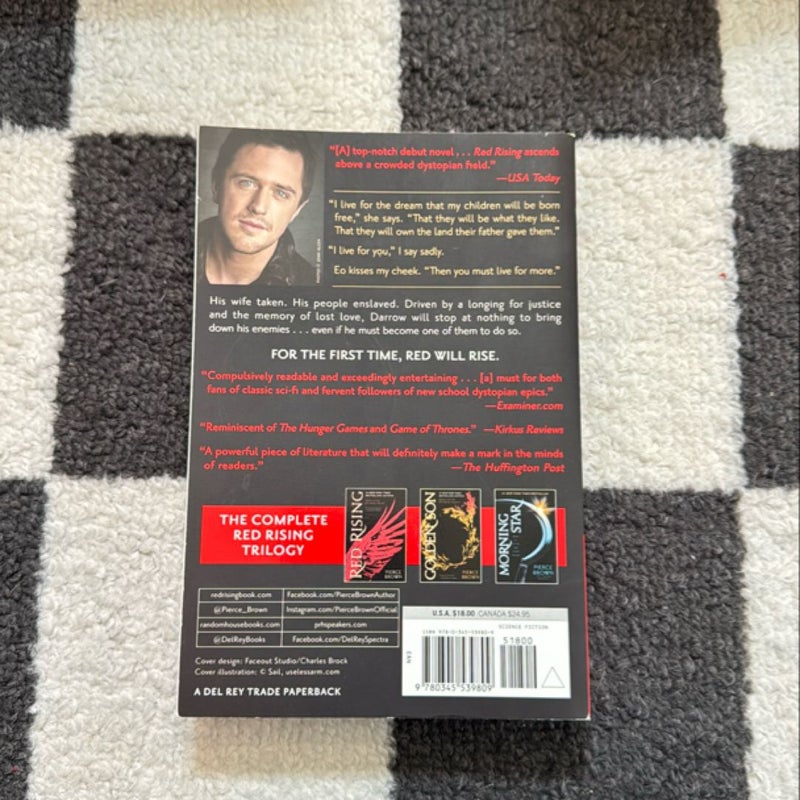 "[A] top-notch debut novel . . . Red Rising ascends
above a crowded dystopian field."
—USA Today
"I live for the dream that my children will be born
free," she says. "That they will be what they like.
That they will own the land their father gave them."
"I live for you," I say sadly.
Eo kisses my cheek. "Then you must live for more."
His wife taken. His people enslaved. Driven by a longing for justice
and the memory of lost love, Darrow will stop at nothing to bring
down his enemies . . . even if he must become one of them to do so.
FOR THE FIRST TIME, RED WILL RISE.
"Compulsively readable and exceedingly entertaining . . . [a] must for both
fans of classic sci-fi and fervent followers of new school dystopian epics."
—Examiner.com
"Reminiscent of The Hunger Games and Game of Thrones." —Kirkus Reviews
"A powerful piece of literature that will definitely make a mark in the minds
of readers."
—The Huffington Post
THE COMPLETE
RED RISING
TRILOGY
RED RISING
PIERCE
BROWN
GOLDEN SON
PIERCE
BROWN
MORNING
STAR
PIERCE
BROWN
redrisingbook.com
Facebook.com/PierceBrownAuthor
@Pierce_Brown
Instagram.com/PierceBrownOfficial
randomhousebooks.com
prhspeakers.com
@DelReyBooks
Facebook.com/DelReySpectra
Cover design: Faceout Studio/Charles Brock
Cover illustration: © Sail, uselessarm.com
A DEL REY TRADE PAPERBACK
U.S.A. $18.00 CANADA $24.95
SCIENCE FICTION
ISBN 978-0-345-53980-9
51800
9 780345 539809
EAN